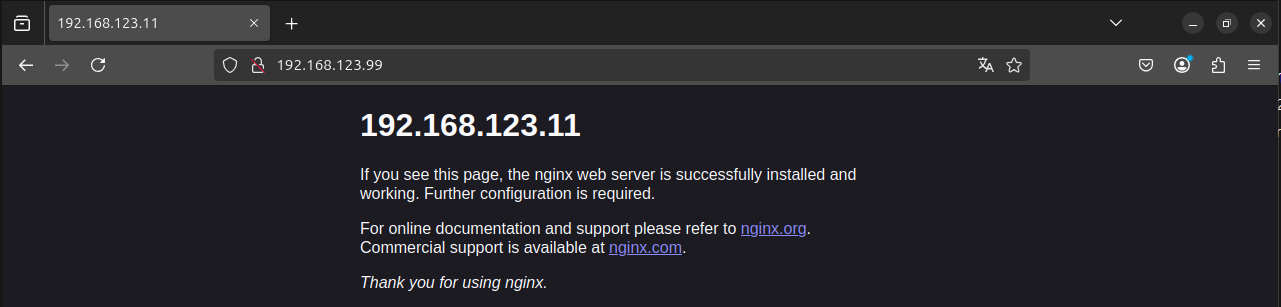 192.168.123.11
192.168.123.99
192.168.123.11
If you see this page, the nginx web server is successfully installed and
working. Further configuration is required.
For online documentation and support please refer to nginx.org.
Commercial support is available at nginx.com.
Thank you for using nginx.